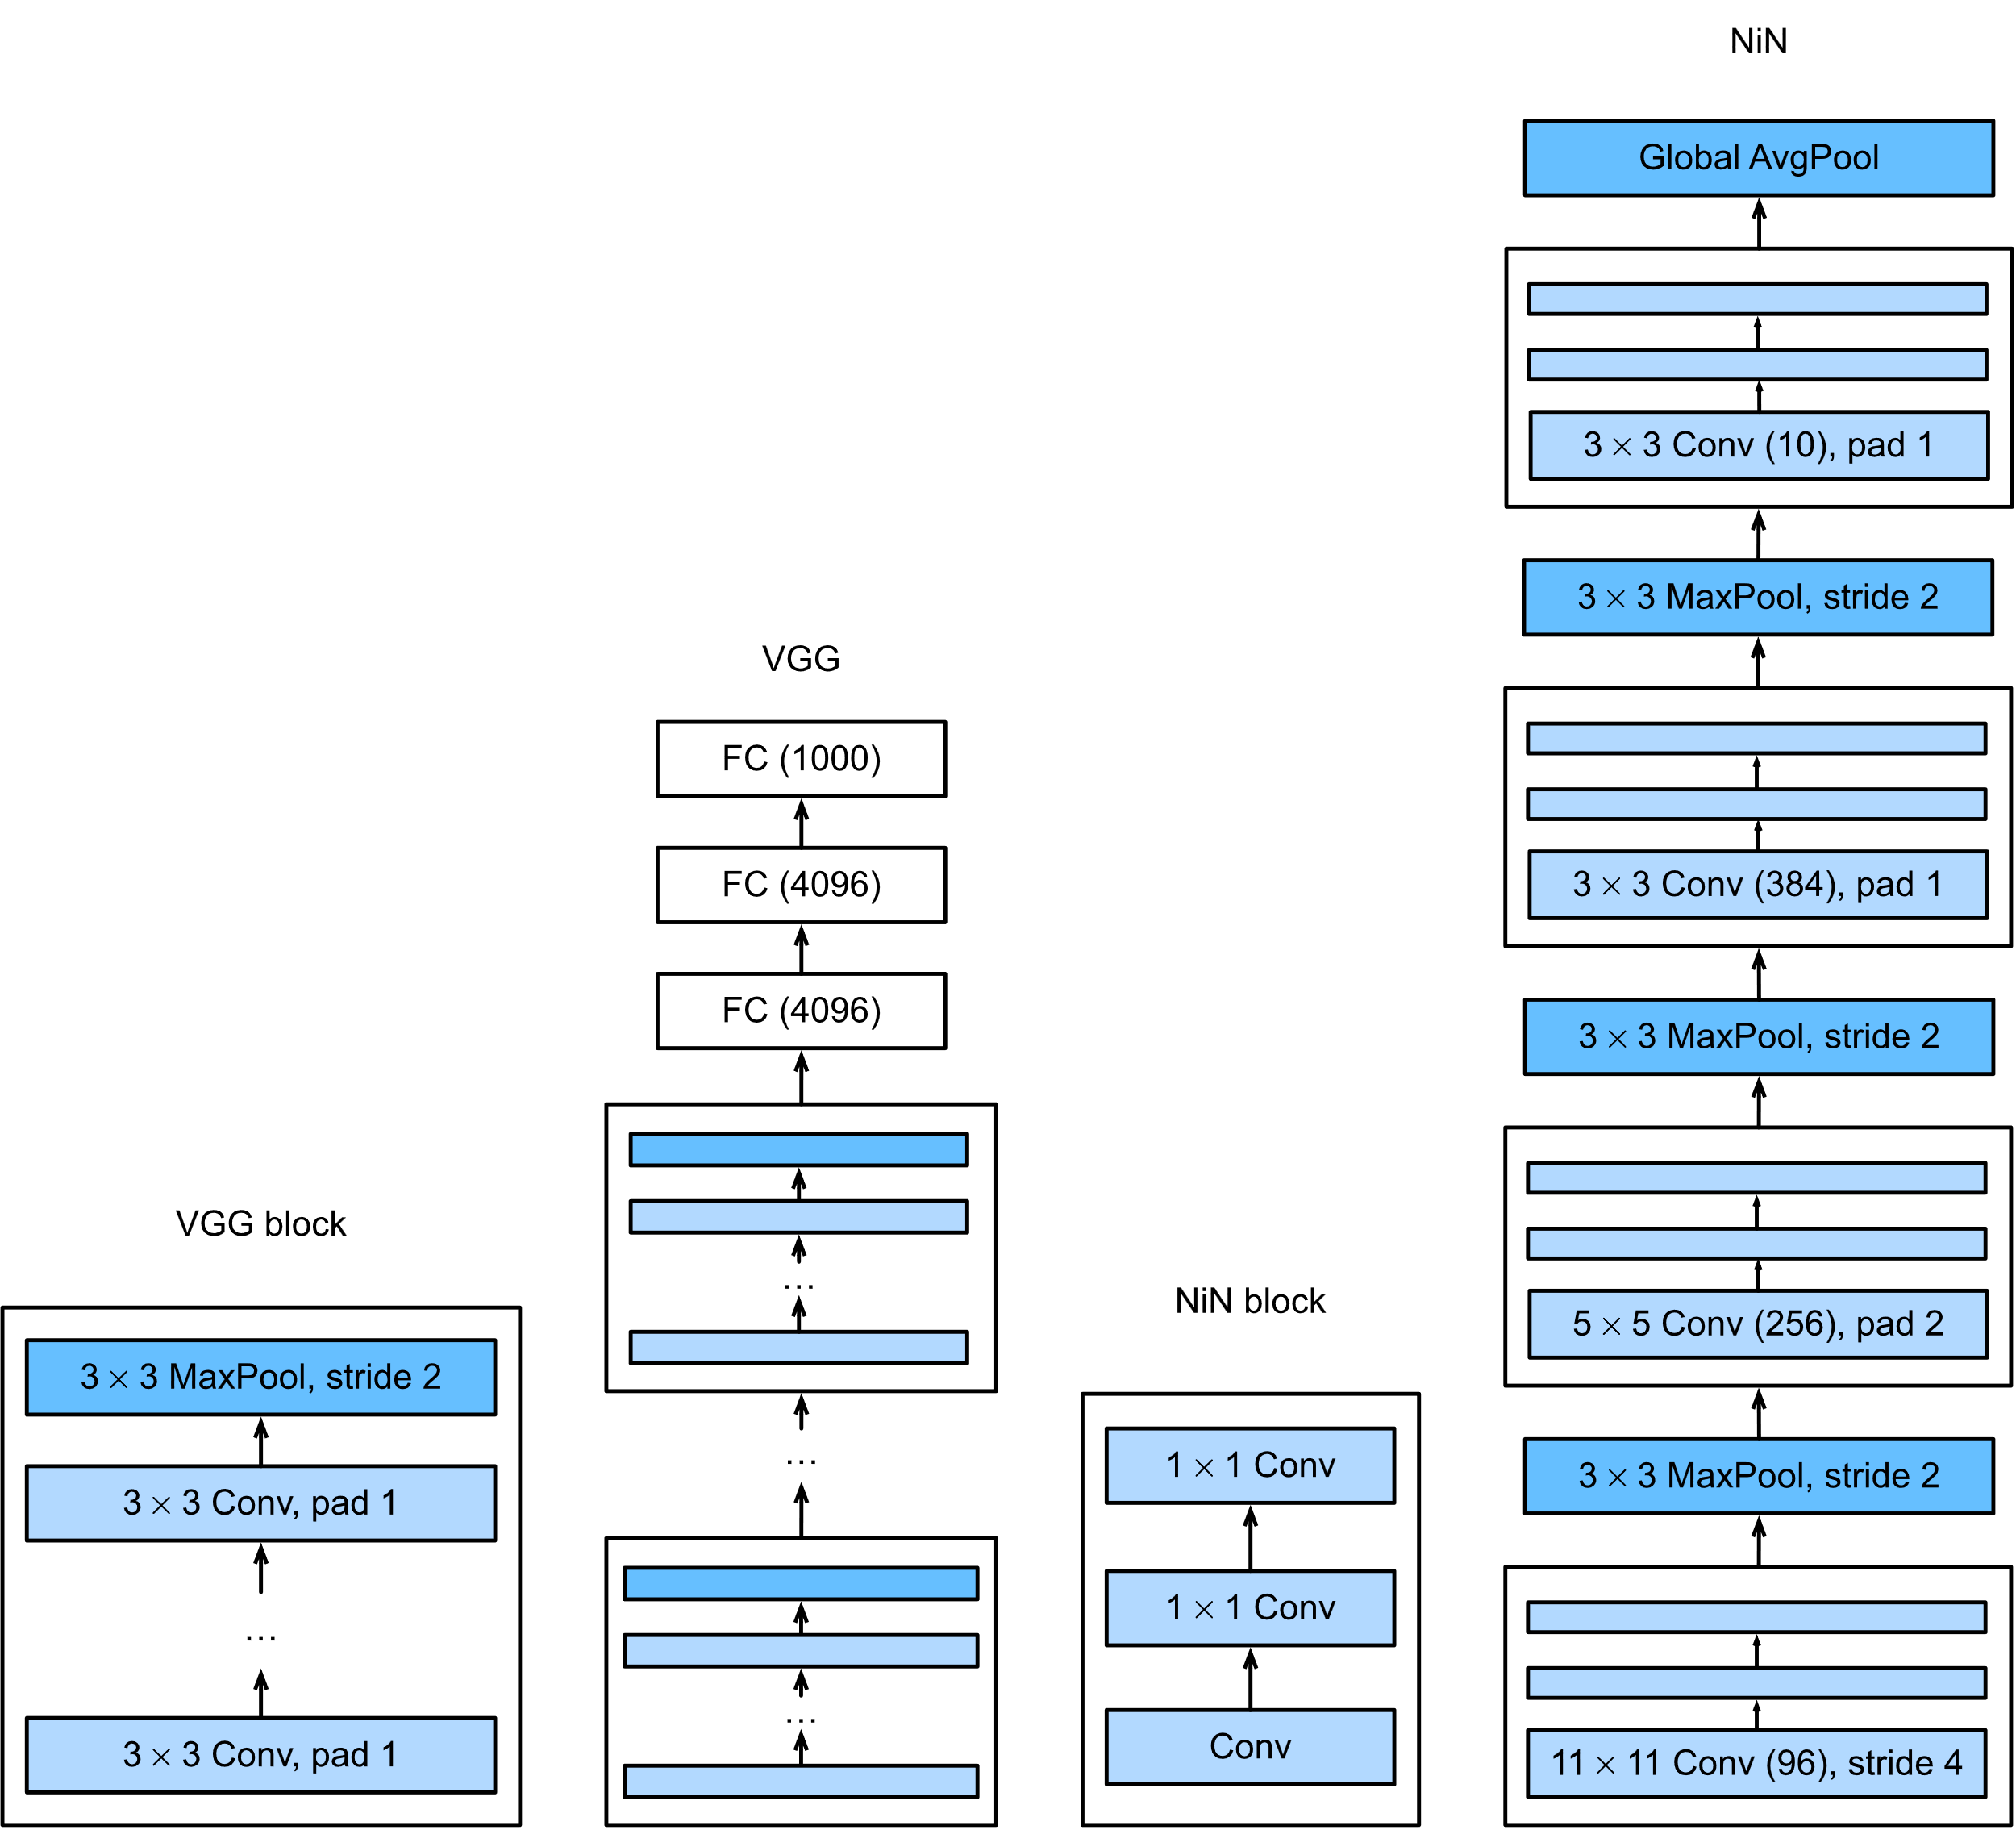 VGG block
3 × 3 MaxPool, stride 2
3 × 3 Conv, pad 1
...
3 × 3 Conv, pad 1
VGG
FC (1000)
FC (4096)
FC (4096)
...
...
...
NiN block
1 × 1 Conv
1 × 1 Conv
Conv
NiN
Global AvgPool
3 × 3 Conv (10), pad 1
3 × 3 MaxPool, stride 2
3 × 3 Conv (384), pad 1
3 × 3 MaxPool, stride 2
5 × 5 Conv (256), pad 2
3 × 3 MaxPool, stride 2
11 × 11 Conv (96), stride 4